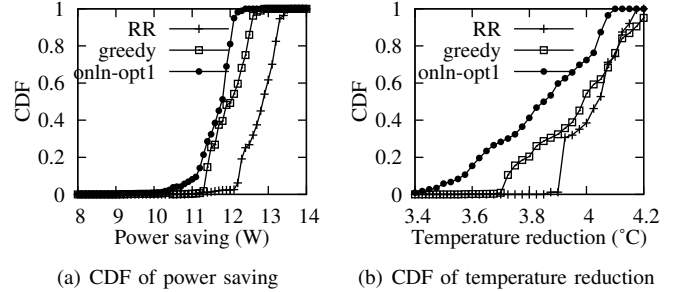 1
0.8
0.6
0.4
0.2
0
CDF
RR
greedy
onln-opt1
8 9 10 11 12 13 14
Power saving (W)
(a) CDF of power saving
1
0.8
0.6
0.4
0.2
0
CDF
RR
greedy
onln-opt1
3.4 3.6 3.8 4 4.2
Temperature reduction (°C)
(b) CDF of temperature reduction